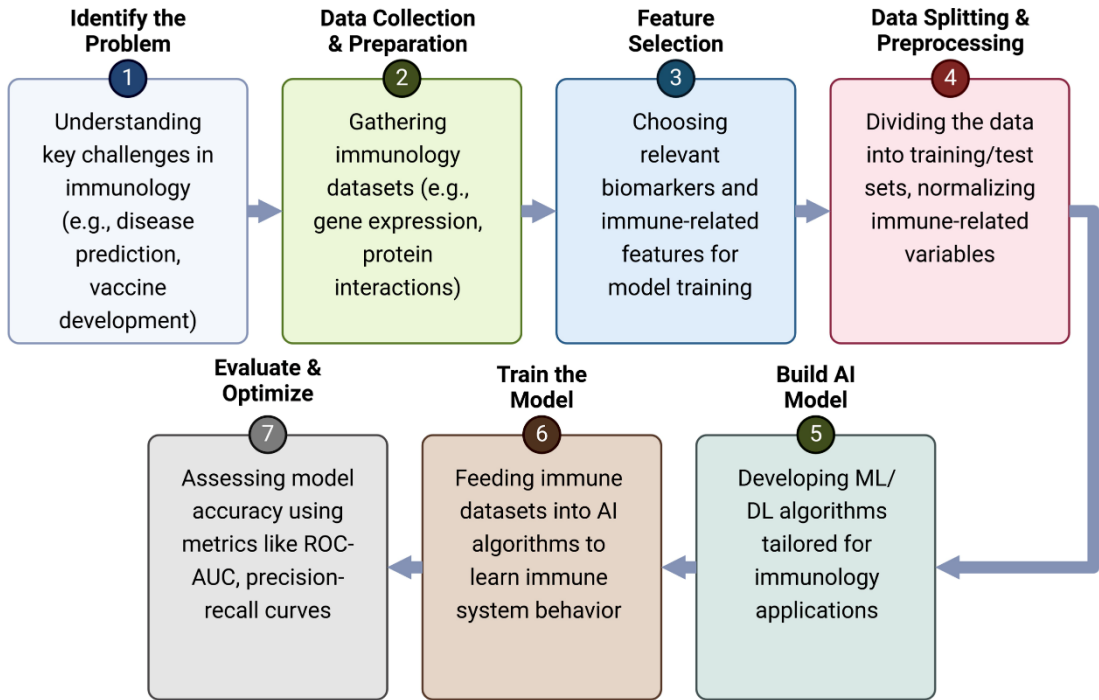 Identify the
Problem
1
Understanding
key challenges in
immunology
(e.g., disease
prediction,
vaccine
development)
Data Collection
& Preparation
2
Gathering
immunology
datasets (e.g.,
gene expression,
protein
interactions)
Feature
Selection
3
Choosing
relevant
biomarkers and
immune-related
features for
model training
Data Splitting &
Preprocessing
4
Dividing the data
into training/test
sets, normalizing
immune-related
variables
Build AI
Model
5
Developing ML/
DL algorithms
tailored for
immunology
applications
Train the
Model
6
Feeding immune
datasets into AI
algorithms to
learn immune
system behavior
Evaluate &
Optimize
7
Assessing model
accuracy using
metrics like ROC-
AUC, precision-
recall curves